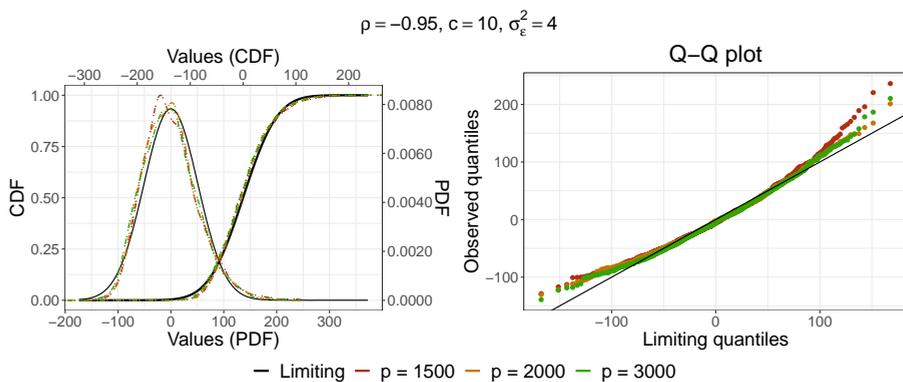 ρ = −0.95, c = 10, σ²ε = 4
Values (CDF)
−300 −200 −100 0 100 200
CDF
1.00
0.75
0.50
0.25
0.00
0.0080
0.0060
0.0040
0.0020
0.0000
PDF
−200 −100 0 100 200 300
Values (PDF)
Q−Q plot
Observed quantiles
200
100
0
−100
−100 0 100
Limiting quantiles
Limiting p = 1500 p = 2000 p = 3000